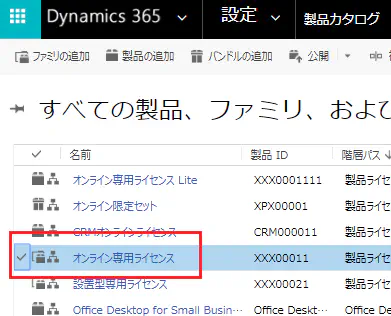 Dynamics 365 設定 製品カタログ
ファミリの追加 製品の追加 バンドルの追加 公開
すべての製品、ファミリ、および
名前 製品 ID 階層パス
オンライン専用ライセンス Lite XXX0001111 製品ライセ
オンライン限定セット XPX00001 製品ライセ
CRMオンラインライセンス CRM000011 製品ライセ
オンライン専用ライセンス XXX00011 製品ライセ
設置型専用ライセンス XXX00021 製品ライセ
Office Desktop for Small Busin... Office Deskt... Office Des